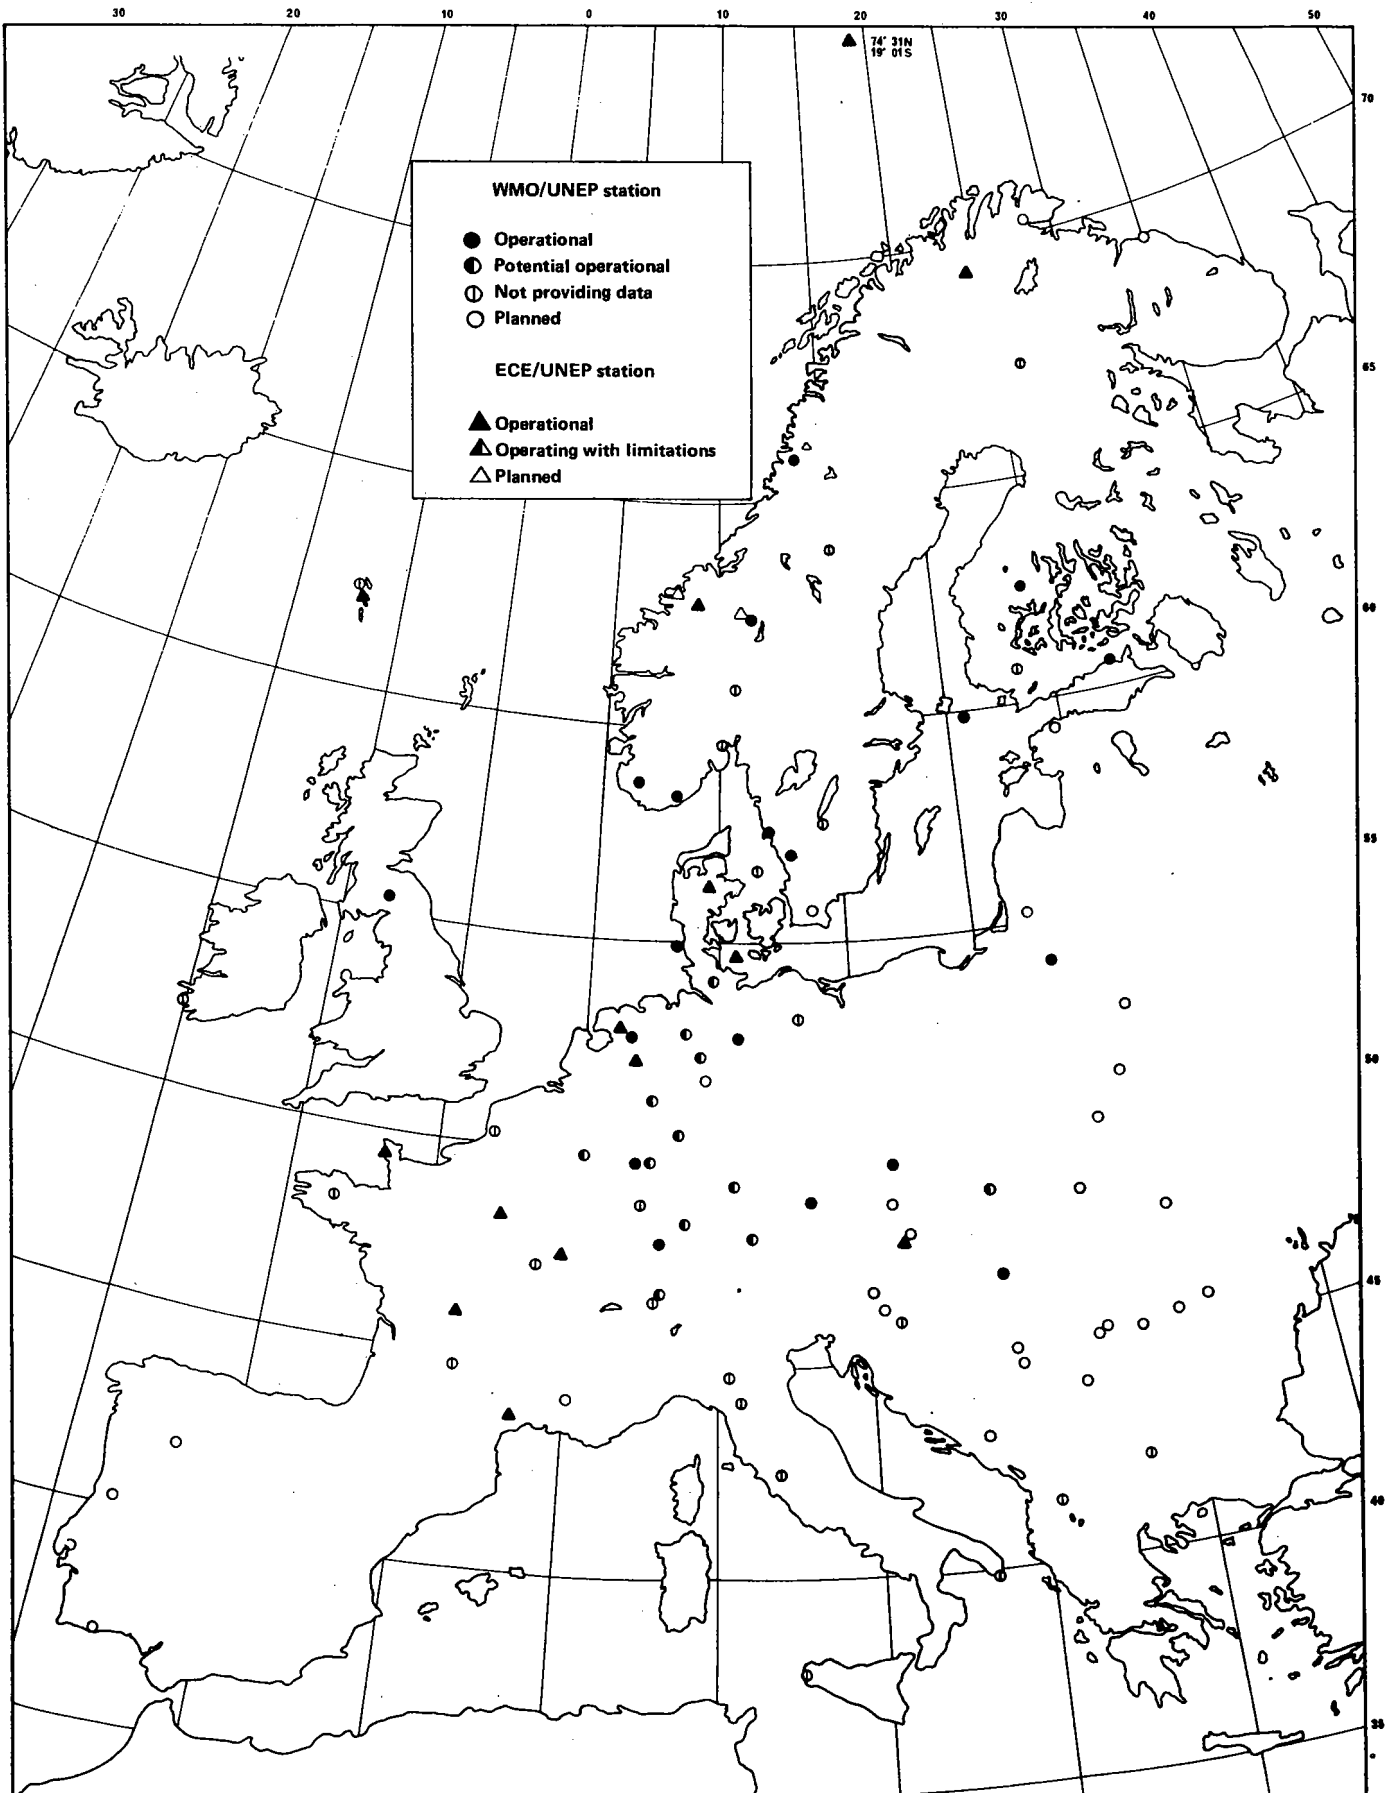 30 20 10 0 10 20 30 40 50
74° 31N
19° 01S
70
WMO/UNEP station
Operational
Potential operational
Not providing data
Planned
ECE/UNEP station
Operational
Operating with limitations
Planned
65
60
55
50
45
40
35